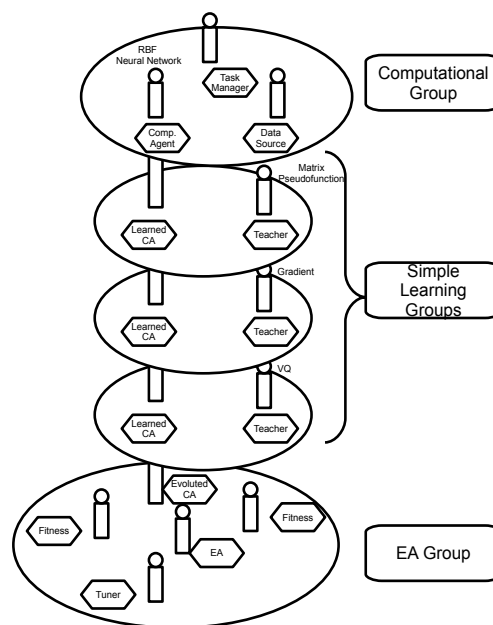 RBF
Neural Network
Task
Manager
Computational
Group
Comp.
Agent
Data
Source
Matrix
Pseudofunction
Learned
CA
Teacher
Gradient
Simple
Learning
Groups
Learned
CA
Teacher
VQ
Learned
CA
Teacher
Evoluted
CA
Fitness
Fitness
EA
EA Group
Tuner